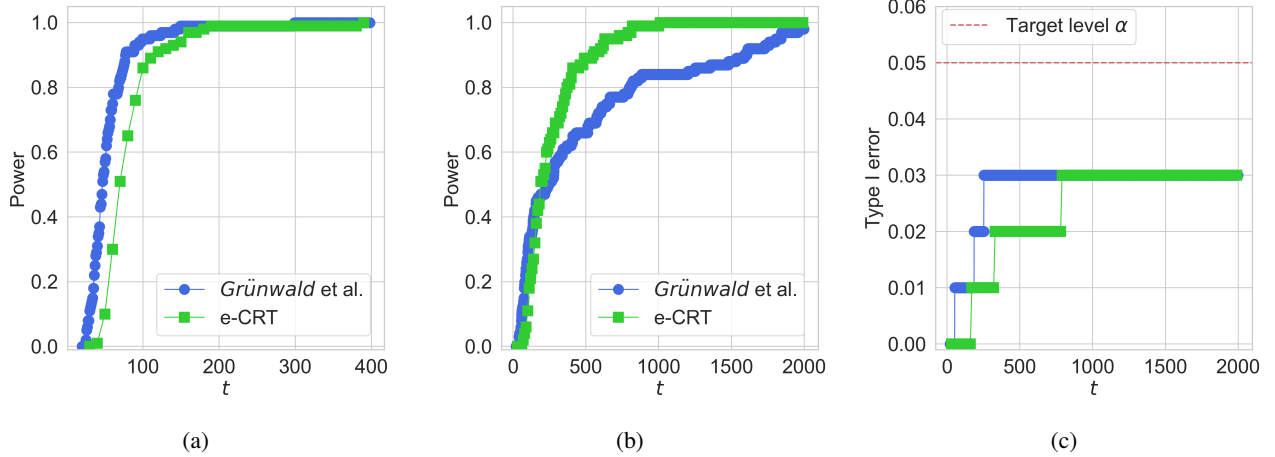 1.0
0.8
0.6
0.4
0.2
0.0
Power
100 200 300 400
t
Grünwald et al.
e-CRT
(a)
1.0
0.8
0.6
0.4
0.2
0.0
Power
0 500 1000 1500 2000
t
Grünwald et al.
e-CRT
(b)
0.06
0.05
0.04
0.03
0.02
0.01
0.00
Type I error
0 500 1000 1500 2000
t
Target level α
(c)